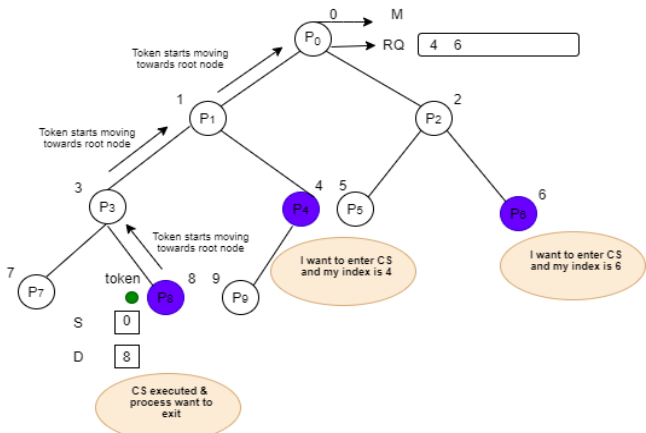 0 M
P0
RQ 4 6
Token starts moving
towards root node
1
P1
2
P2
Token starts moving
towards root node
3
P3
4
P4
5
P5
6
P6
Token starts moving
towards root node
I want to enter CS
and my index is 4
I want to enter CS
and my index is 6
7
P7
token
P8
8
9
P9
S 0
D 8
CS executed &
process want to
exit